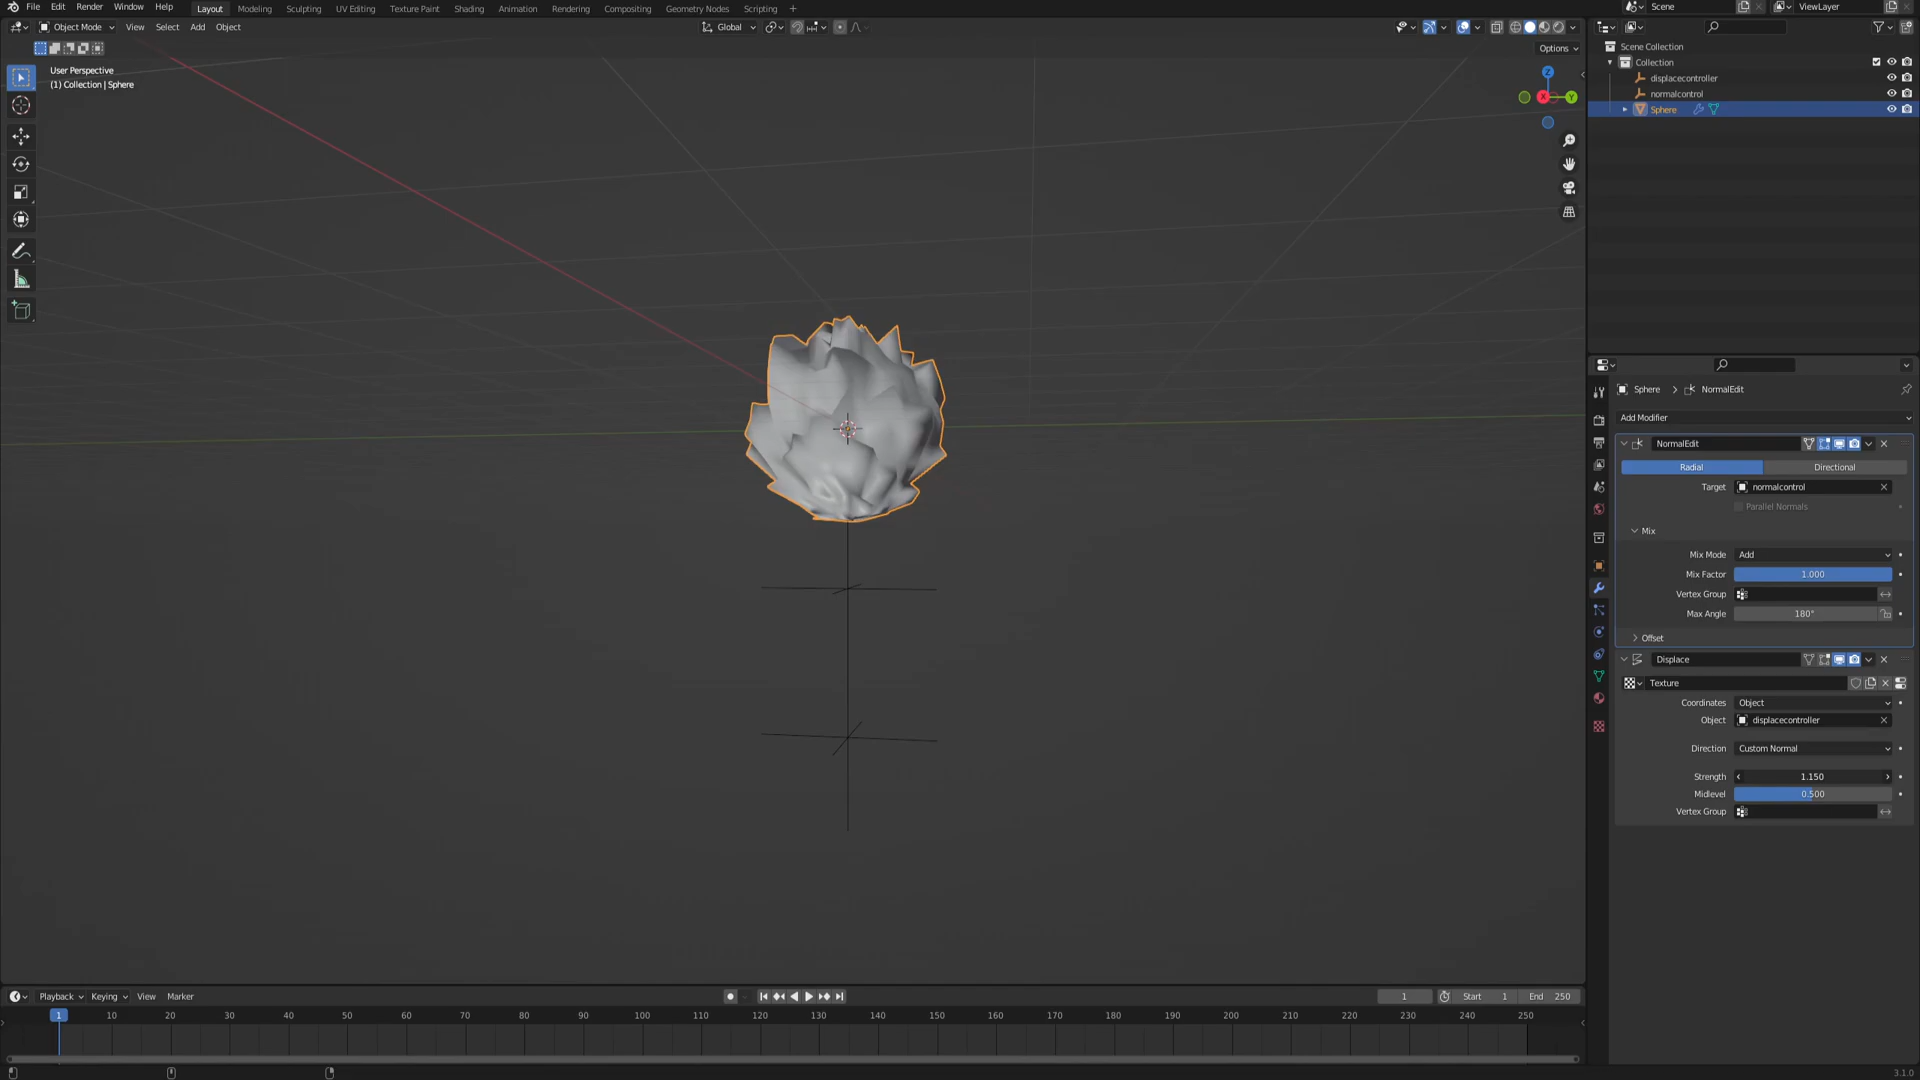 File Edit Render Window Help Layout Modeling Sculpting UV Editing Texture Paint Shading Animation Rendering Compositing Geometry Nodes Scripting + Scene ViewLayer
Object Mode View Select Add Object Global
Options
User Perspective
(1) Collection | Sphere
Z
X
Y
Scene Collection
Collection
displacecontroller
normalcontrol
Sphere
Sphere > NormalEdit
Add Modifier
NormalEdit
Radial Directional
Target normalcontrol
Parallel Normals
Mix
Mix Mode Add
Mix Factor 1.000
Vertex Group
Max Angle 180°
Offset
Displace
Texture
Coordinates Object
Object displacecontroller
Direction Custom Normal
Strength 1.150
Midlevel 0.500
Vertex Group
Playback Keying View Marker 1 Start 1 End 250
1 10 20 30 40 50 60 70 80 90 100 110 120 130 140 150 160 170 180 190 200 210 220 230 240 250
3.1.0